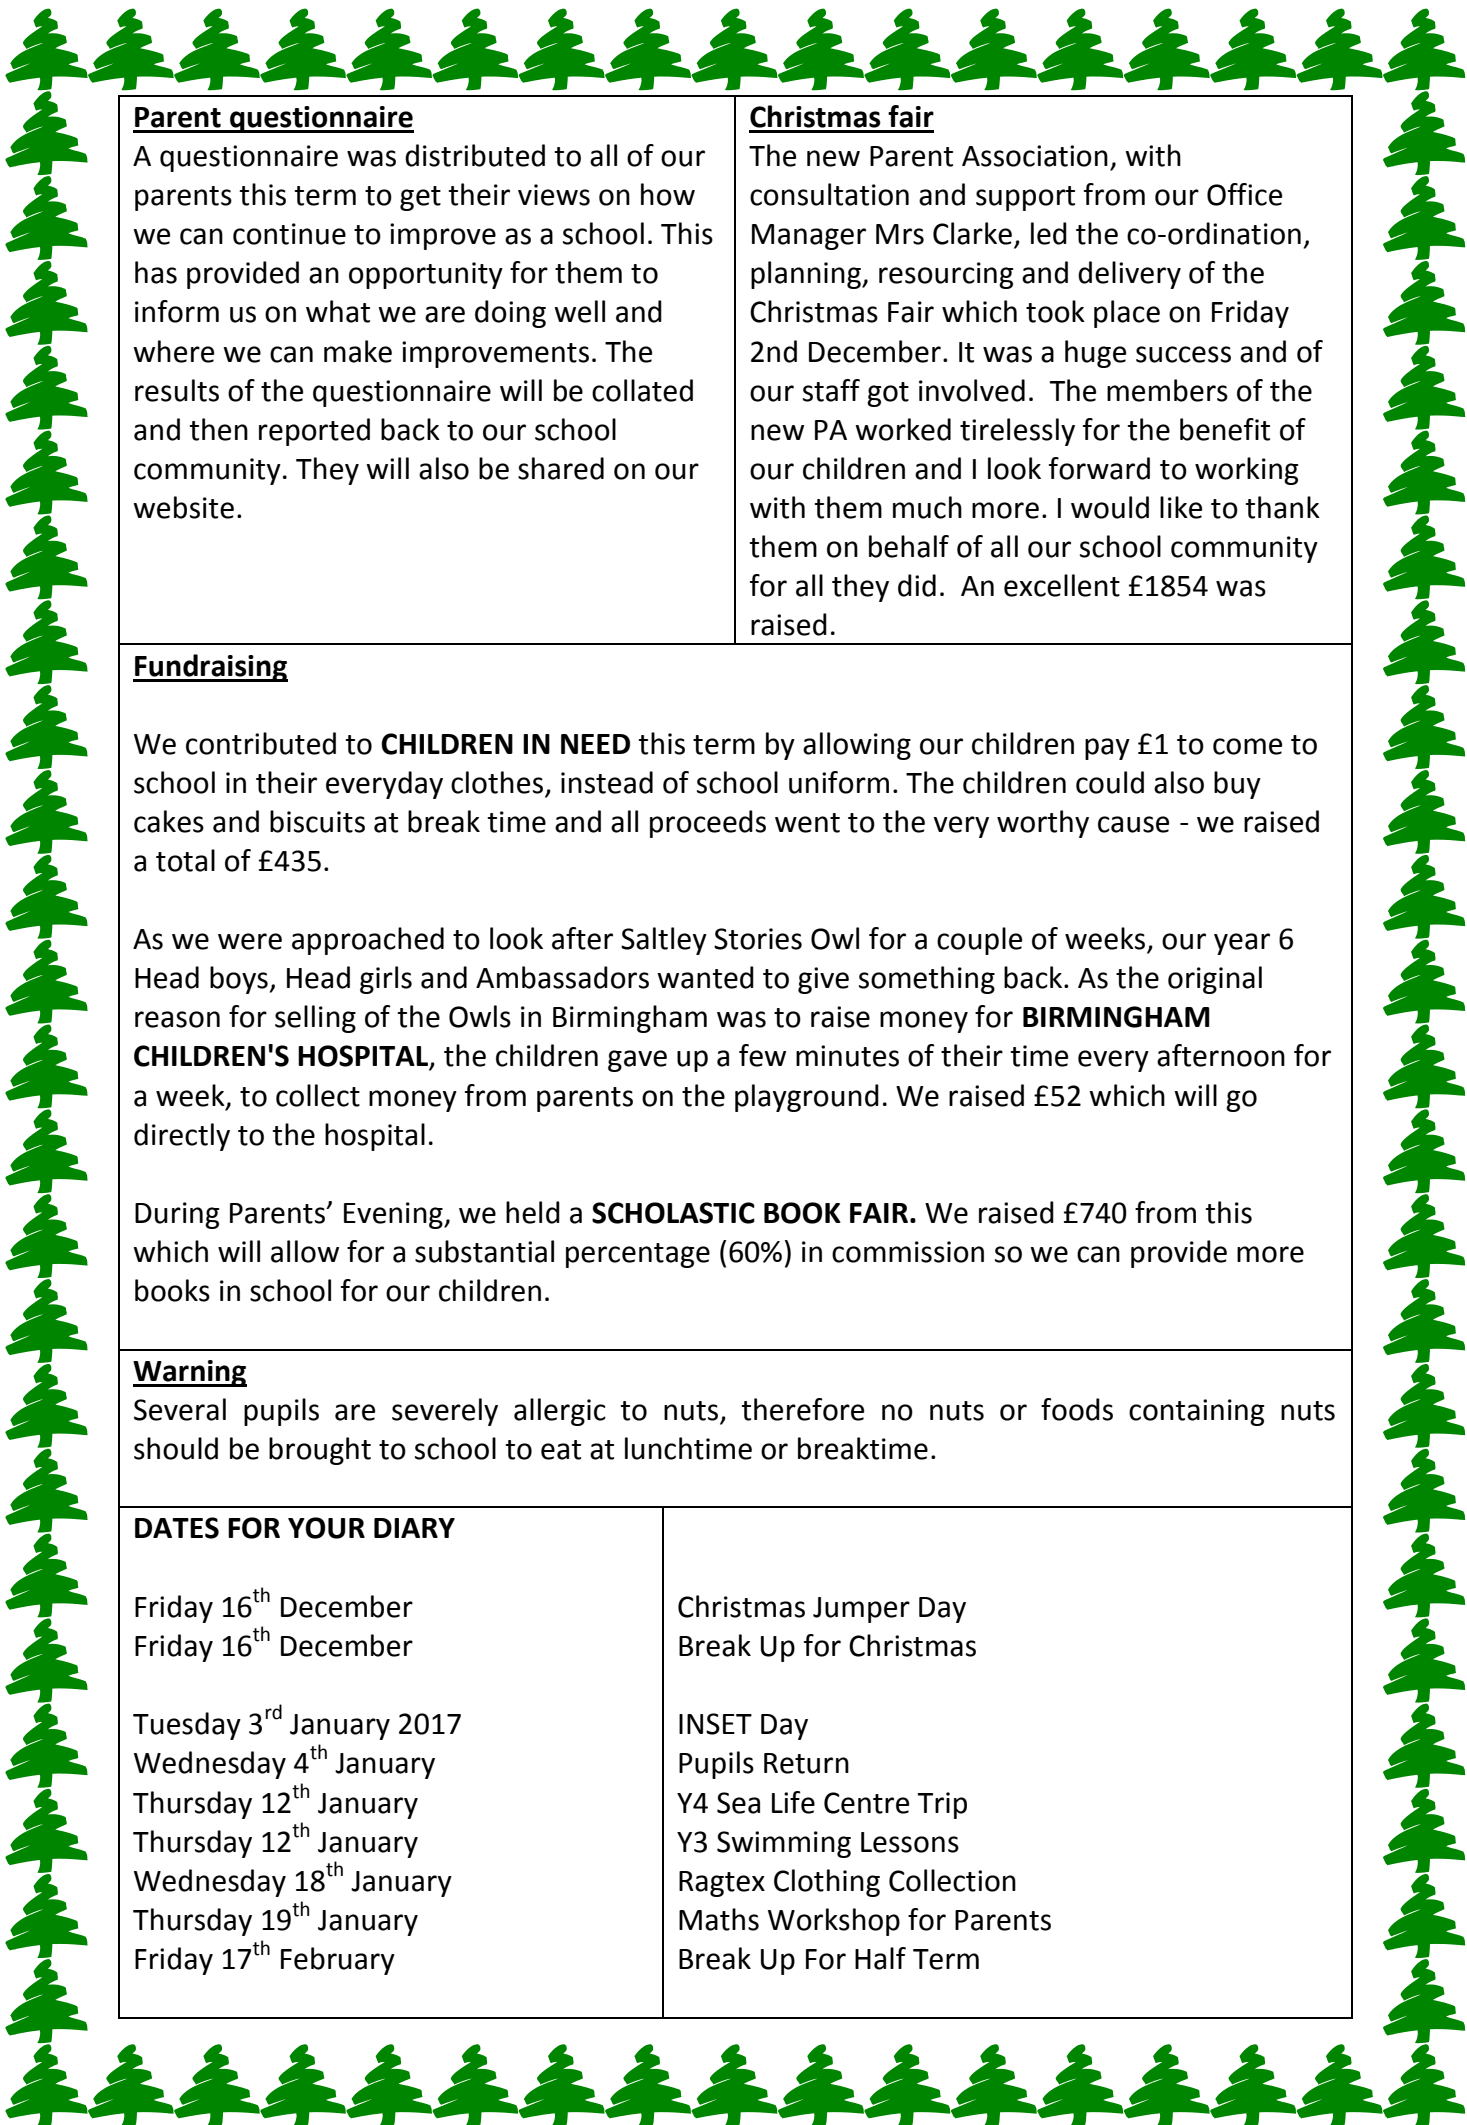 Parent questionnaire
A questionnaire was distributed to all of our
parents this term to get their views on how
we can continue to improve as a school. This
has provided an opportunity for them to
inform us on what we are doing well and
where we can make improvements. The
results of the questionnaire will be collated
and then reported back to our school
community. They will also be shared on our
website.
Christmas fair
The new Parent Association, with
consultation and support from our Office
Manager Mrs Clarke, led the co-ordination,
planning, resourcing and delivery of the
Christmas Fair which took place on Friday
2nd December. It was a huge success and of
our staff got involved.  The members of the
new PA worked tirelessly for the benefit of
our children and I look forward to working
with them much more. I would like to thank
them on behalf of all our school community
for all they did.  An excellent £1854 was
raised.
Fundraising
We contributed to CHILDREN IN NEED this term by allowing our children pay £1 to come to
school in their everyday clothes, instead of school uniform. The children could also buy
cakes and biscuits at break time and all proceeds went to the very worthy cause - we raised
a total of £435.
As we were approached to look after Saltley Stories Owl for a couple of weeks, our year 6
Head boys, Head girls and Ambassadors wanted to give something back. As the original
reason for selling of the Owls in Birmingham was to raise money for BIRMINGHAM
CHILDREN'S HOSPITAL, the children gave up a few minutes of their time every afternoon for
a week, to collect money from parents on the playground. We raised £52 which will go
directly to the hospital.
During Parents’ Evening, we held a SCHOLASTIC BOOK FAIR. We raised £740 from this
which will allow for a substantial percentage (60%) in commission so we can provide more
books in school for our children.
Warning
Several pupils are severely allergic to nuts, therefore no nuts or foods containing nuts
should be brought to school to eat at lunchtime or breaktime.
DATES FOR YOUR DIARY
Friday 16th December Christmas Jumper Day
Friday 16th December Break Up for Christmas
Tuesday 3rd January 2017 INSET Day
Wednesday 4th January Pupils Return
Thursday 12th January Y4 Sea Life Centre Trip
Thursday 12th January Y3 Swimming Lessons
Wednesday 18th January Ragtex Clothing Collection
Thursday 19th January Maths Workshop for Parents
Friday 17th February Break Up For Half Term